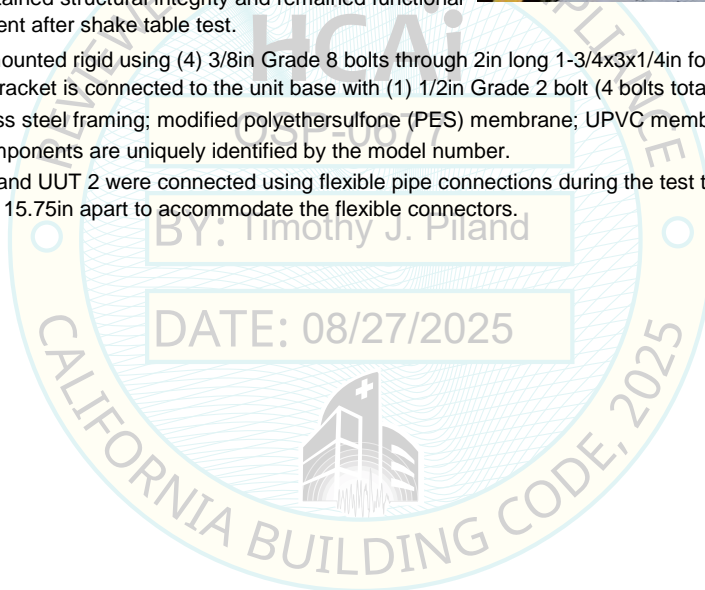 tained structural integrity and remained functional
ent after shake table test.
ounted rigid using (4) 3/8in Grade 8 bolts through 2in long 1-3/4x3x1/4in fo
racket is connected to the unit base with (1) 1/2in Grade 2 bolt (4 bolts tota
ss steel framing; modified polyethersulfone (PES) membrane; UPVC memb
mponents are uniquely identified by the model number.
and UUT 2 were connected using flexible pipe connections during the test t
15.75in apart to accommodate the flexible connectors.
HCAi
OSP-0677
BY: Timothy J. Piland
DATE: 08/27/2025
CALIFORNIA BUILDING CODE, 2025